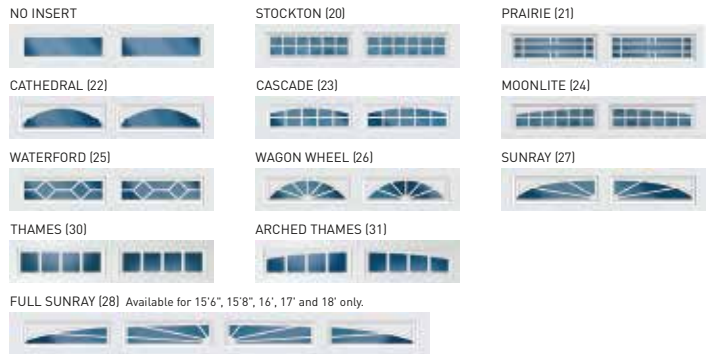 NO INSERT
STOCKTON (20)
PRAIRIE (21)
CATHEDRAL (22)
CASCADE (23)
MOONLITE (24)
WATERFORD (25)
WAGON WHEEL (26)
SUNRAY (27)
THAMES (30)
ARCHED THAMES (31)
FULL SUNRAY (28) Available for 15'6", 15'8", 16', 17' and 18' only.